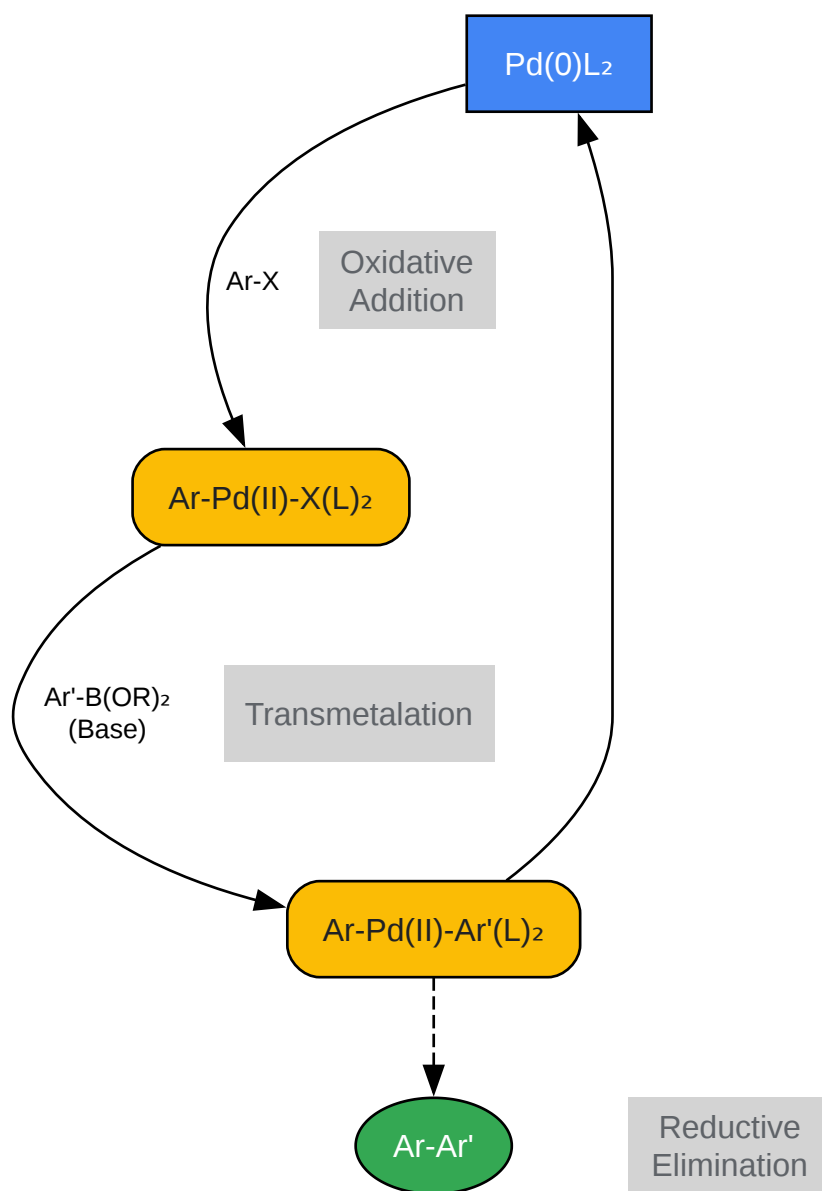 Pd(0)L₂
Oxidative
Addition
Ar-X
Ar-Pd(II)-X(L)₂
Ar'-B(OR)₂
(Base)
Transmetalation
Ar-Pd(II)-Ar'(L)₂
Ar-Ar'
Reductive
Elimination